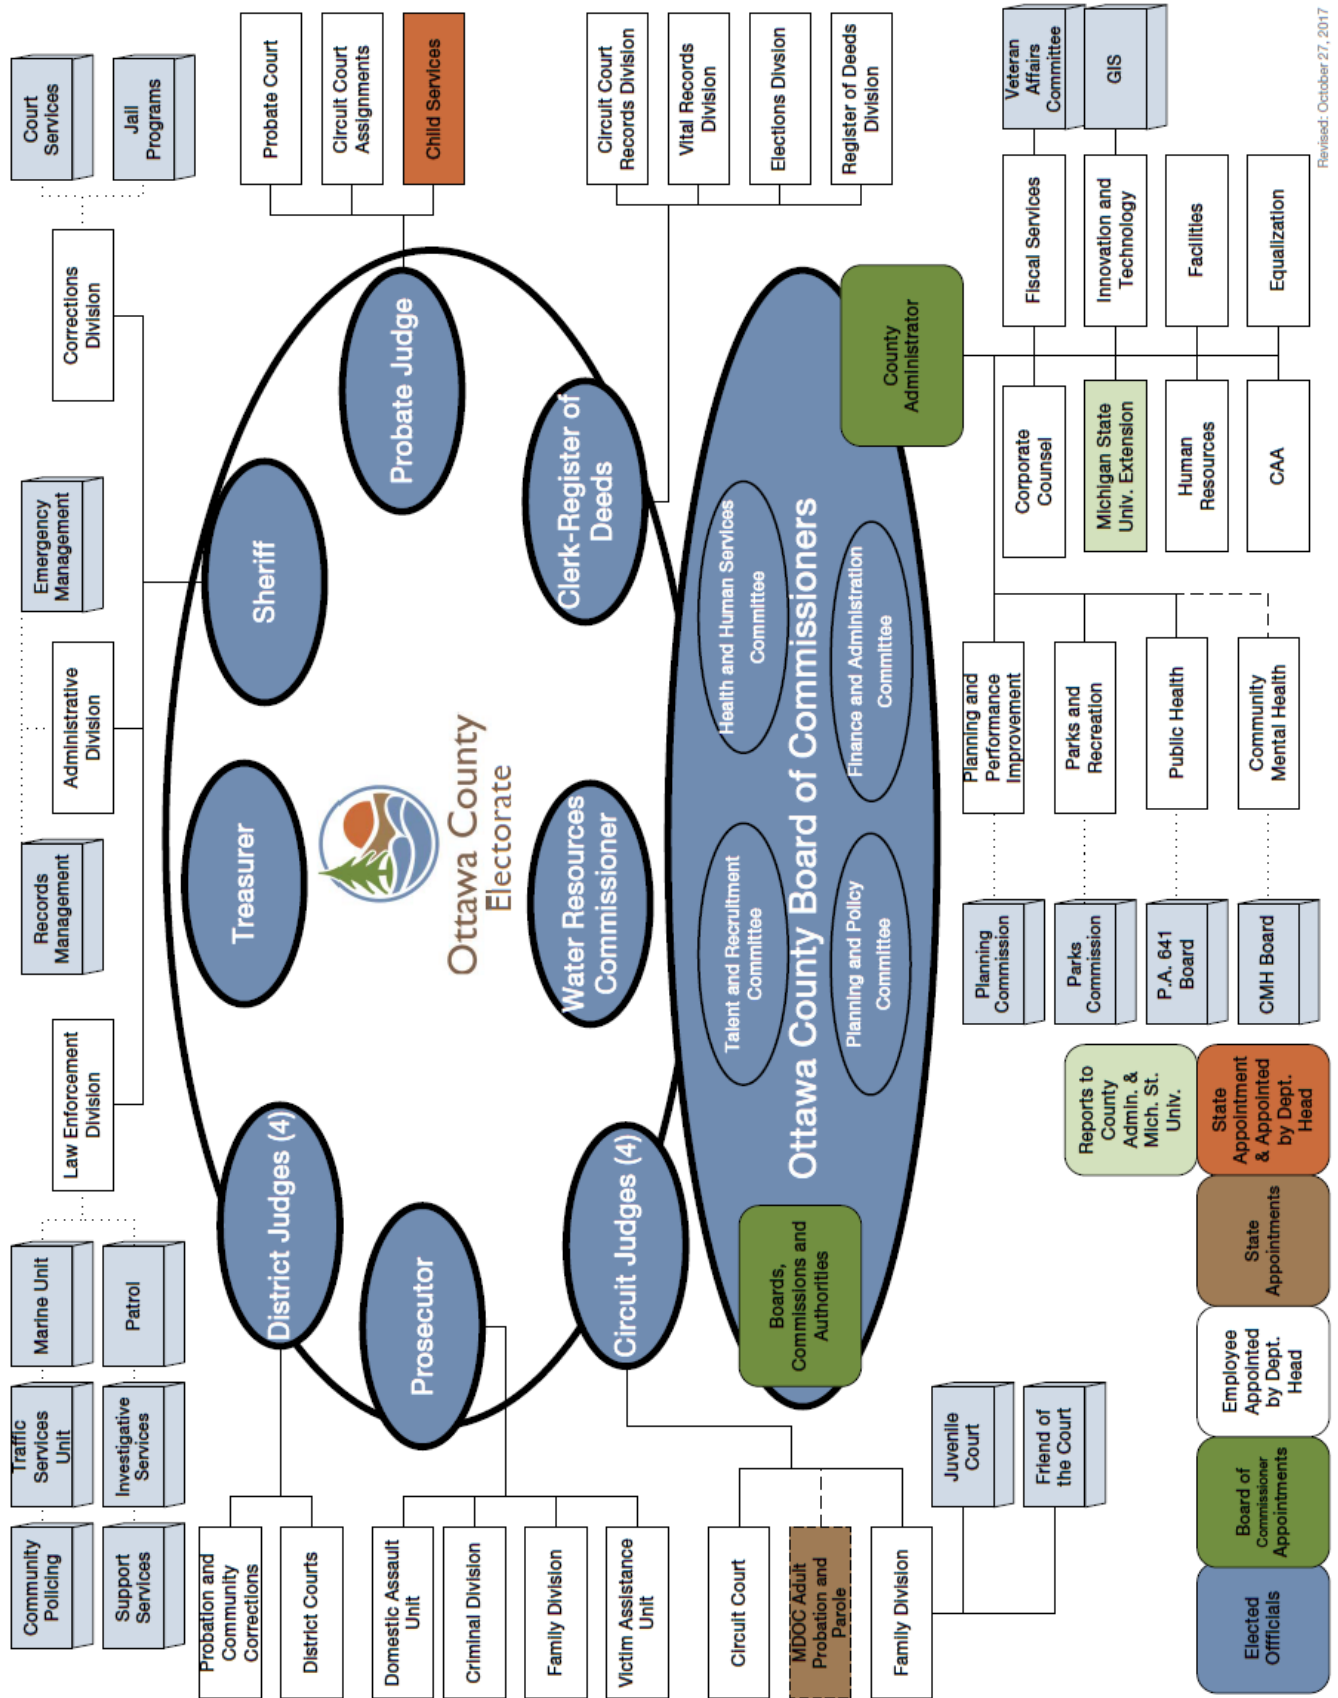 Community
Policing
Traffic
Services
Unit
Marine Unit
Support
Services
Investigative
Services
Patrol
Law Enforcement
Division
Records
Management
Administrative
Division
Emergency
Management
Corrections
Division
Court
Services
Jail
Programs
Probation and
Community
Corrections
District Courts
District Judges (4)
Treasurer
Sheriff
Probate Judge
Probate Court
Circuit Court
Assignments
Child Services
Domestic Assault
Unit
Criminal Division
Family Division
Victim Assistance
Unit
Prosecutor
Ottawa County
Electorate
Circuit Judges (4)
Water Resources
Commissioner
Clerk-Register of
Deeds
Circuit Court
Records Division
Vital Records
Division
Elections Divsion
Register of Deeds
Division
Circuit Court
MDOC Adult
Probation and
Parole
Family Division
Juvenile
Court
Friend of
the Court
Boards,
Commissions and
Authorities
Talent and Recruitment
Committee
Health and Human Services
Committee
Ottawa County Board of Commissioners
Planning and Policy
Committee
Finance and Administration
Committee
County
Administrator
Planning
Commission
Planning and
Performance
Improvement
Parks
Commission
Parks and
Recreation
P.A. 641
Board
Public Health
CMH Board
Community
Mental Health
Corporate
Counsel
Fiscal Services
Veteran
Affairs
Committee
Michigan State
Univ. Extension
Innovation and
Technology
GIS
Human
Resources
Facilities
CAA
Equalization
Reports to
County
Admin. &
Mich. St.
Univ.
Elected
Offficials
Board of
Commissioner
Appointments
Employee
Appointed
by Dept.
Head
State
Appointments
State
Appointment
& Appointed
by Dept.
Head
Revised: October 27, 2017